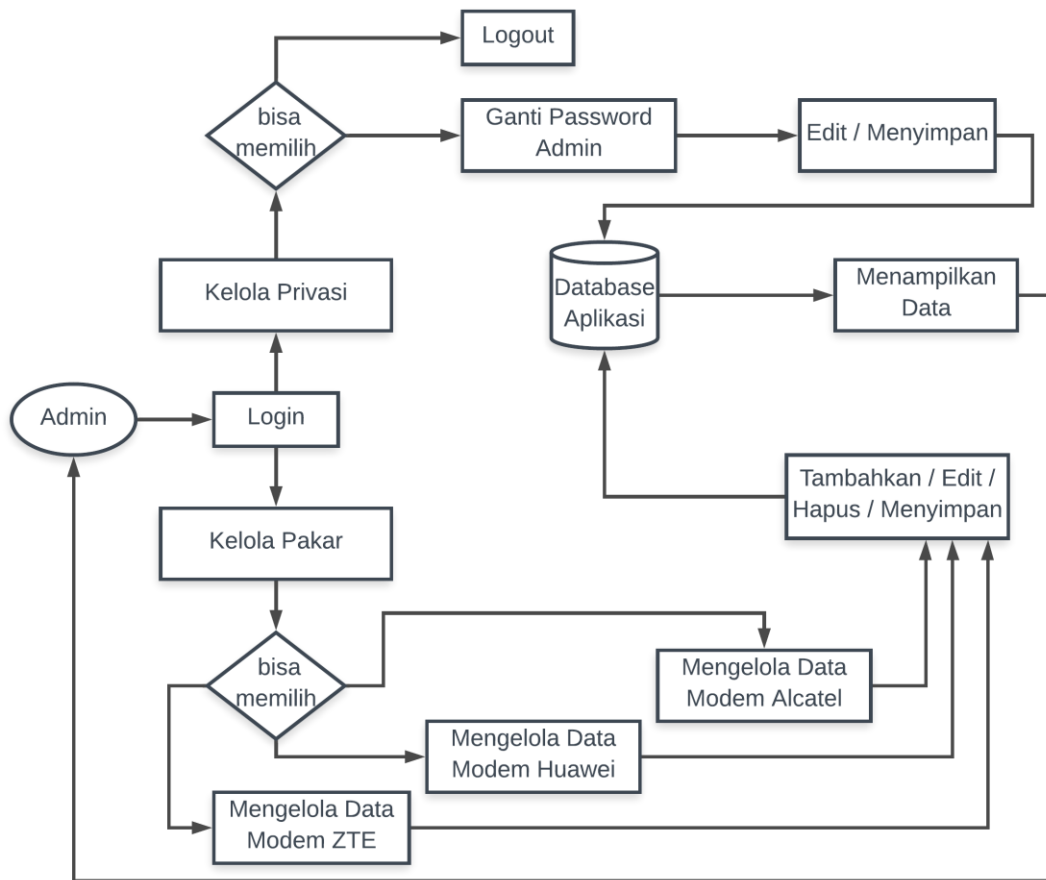 Logout
bisa
memilih
Ganti Password
Admin
Edit / Menyimpan
Kelola Privasi
Database
Aplikasi
Menampilkan
Data
Admin
Login
Tambahkan / Edit /
Hapus / Menyimpan
Kelola Pakar
bisa
memilih
Mengelola Data
Modem Alcatel
Mengelola Data
Modem Huawei
Mengelola Data
Modem ZTE